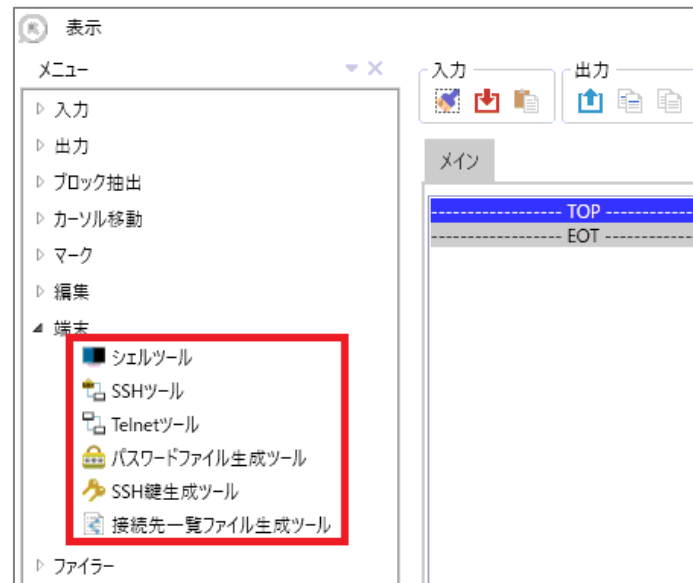 表示
メニュー
入力
出力
ブロック抽出
カーソル移動
マーク
編集
端末
シェルツール
SSHツール
Telnetツール
パスワードファイル生成ツール
SSH鍵生成ツール
接続先一覧ファイル生成ツール
ファイラー
入力
出力
メイン
------------------ TOP ------------
------------------ EOT ------------